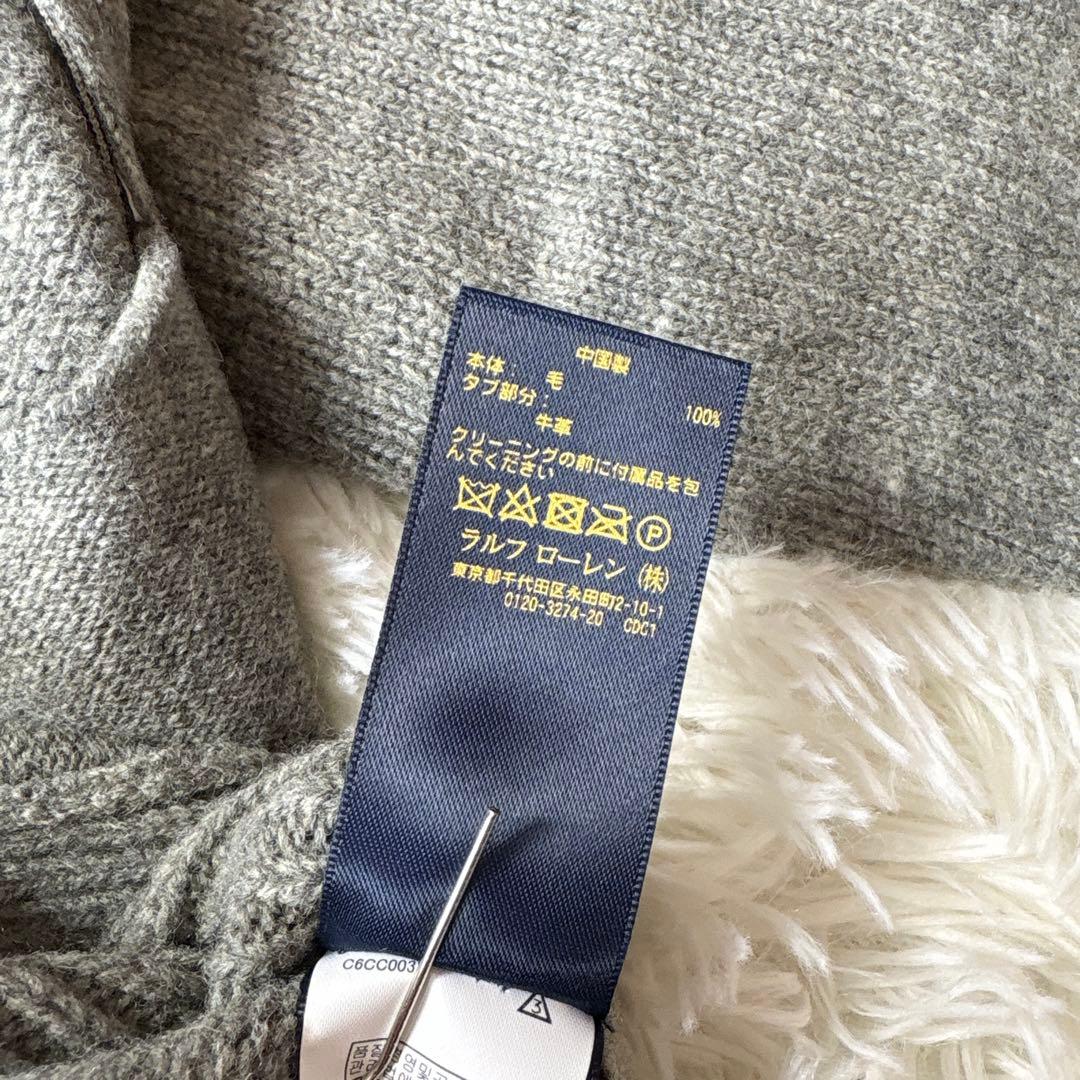 中国製
本体 毛 100%
タブ部分:
牛革
クリーニングの前に付属品を包
んでください
P
ラルフ ローレン (株)
東京都千代田区永田町2-10-1
0120-3274-20 CDC1
C6CC003
3